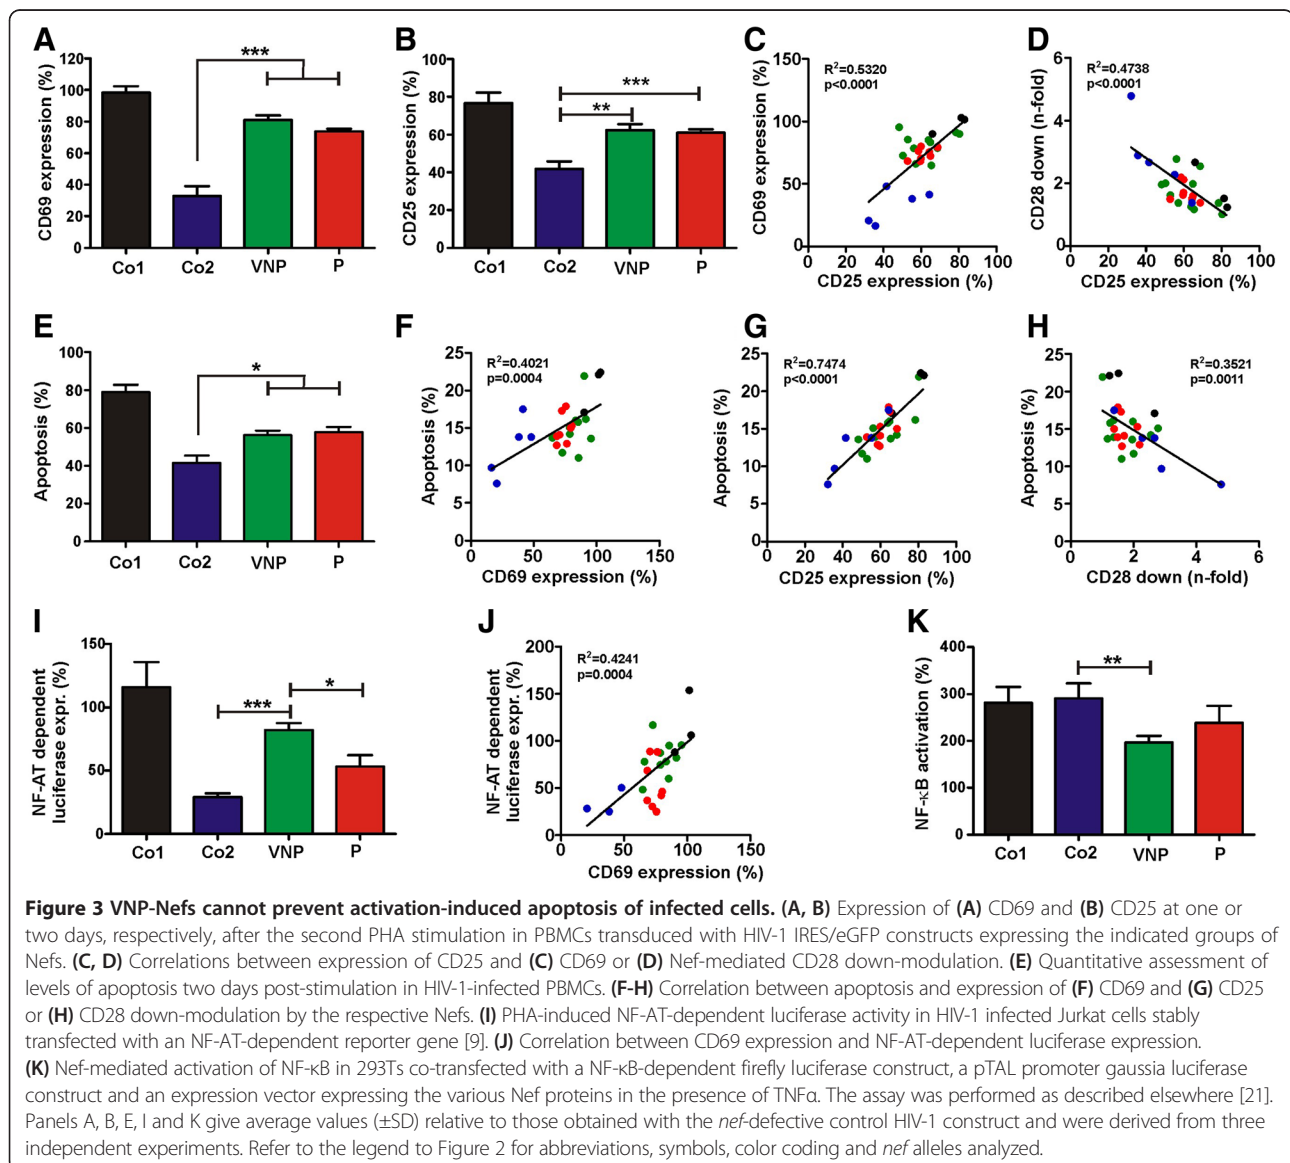 A
CD69 expression (%)
120
100
80
60
40
20
0
***
Co1 Co2 VNP P
B
CD25 expression (%)
80
60
40
20
0
***
**
Co1 Co2 VNP P
C
CD69 expression (%)
150
100
50
0
R²=0.5320
p<0.0001
0 20 40 60 80 100
CD25 expression (%)
D
CD28 down (n-fold)
6
4
2
0
R²=0.4738
p<0.0001
0 20 40 60 80 100
CD25 expression (%)
E
Apoptosis (%)
100
80
60
40
20
0
*
Co1 Co2 VNP P
F
Apoptosis (%)
25
20
15
10
5
0
R²=0.4021
p=0.0004
0 50 100 150
CD69 expression (%)
G
Apoptosis (%)
25
20
15
10
5
0
R²=0.7474
p<0.0001
0 20 40 60 80 100
CD25 expression (%)
H
Apoptosis (%)
25
20
15
10
5
0
R²=0.3521
p=0.0011
0 2 4 6
CD28 down (n-fold)
I
NF-AT dependent
luciferase expr. (%)
150
100
50
0
***
*
Co1 Co2 VNP P
J
NF-AT dependent
luciferase expr. (%)
200
150
100
50
0
R²=0.4241
p=0.0004
0 50 100 150
CD69 expression (%)
K
NF-κB activation (%)
400
300
200
100
0
**
Co1 Co2 VNP P
Figure 3 VNP-Nefs cannot prevent activation-induced apoptosis of infected cells. (A, B) Expression of (A) CD69 and (B) CD25 at one or
two days, respectively, after the second PHA stimulation in PBMCs transduced with HIV-1 IRES/eGFP constructs expressing the indicated groups of
Nefs. (C, D) Correlations between expression of CD25 and (C) CD69 or (D) Nef-mediated CD28 down-modulation. (E) Quantitative assessment of
levels of apoptosis two days post-stimulation in HIV-1-infected PBMCs. (F-H) Correlation between apoptosis and expression of (F) CD69 and (G) CD25
or (H) CD28 down-modulation by the respective Nefs. (I) PHA-induced NF-AT-dependent luciferase activity in HIV-1 infected Jurkat cells stably
transfected with an NF-AT-dependent reporter gene [9]. (J) Correlation between CD69 expression and NF-AT-dependent luciferase expression.
(K) Nef-mediated activation of NF-κB in 293Ts co-transfected with a NF-κB-dependent firefly luciferase construct, a pTAL promoter gaussia luciferase
construct and an expression vector expressing the various Nef proteins in the presence of TNFα. The assay was performed as described elsewhere [21].
Panels A, B, E, I and K give average values (±SD) relative to those obtained with the nef-defective control HIV-1 construct and were derived from three
independent experiments. Refer to the legend to Figure 2 for abbreviations, symbols, color coding and nef alleles analyzed.